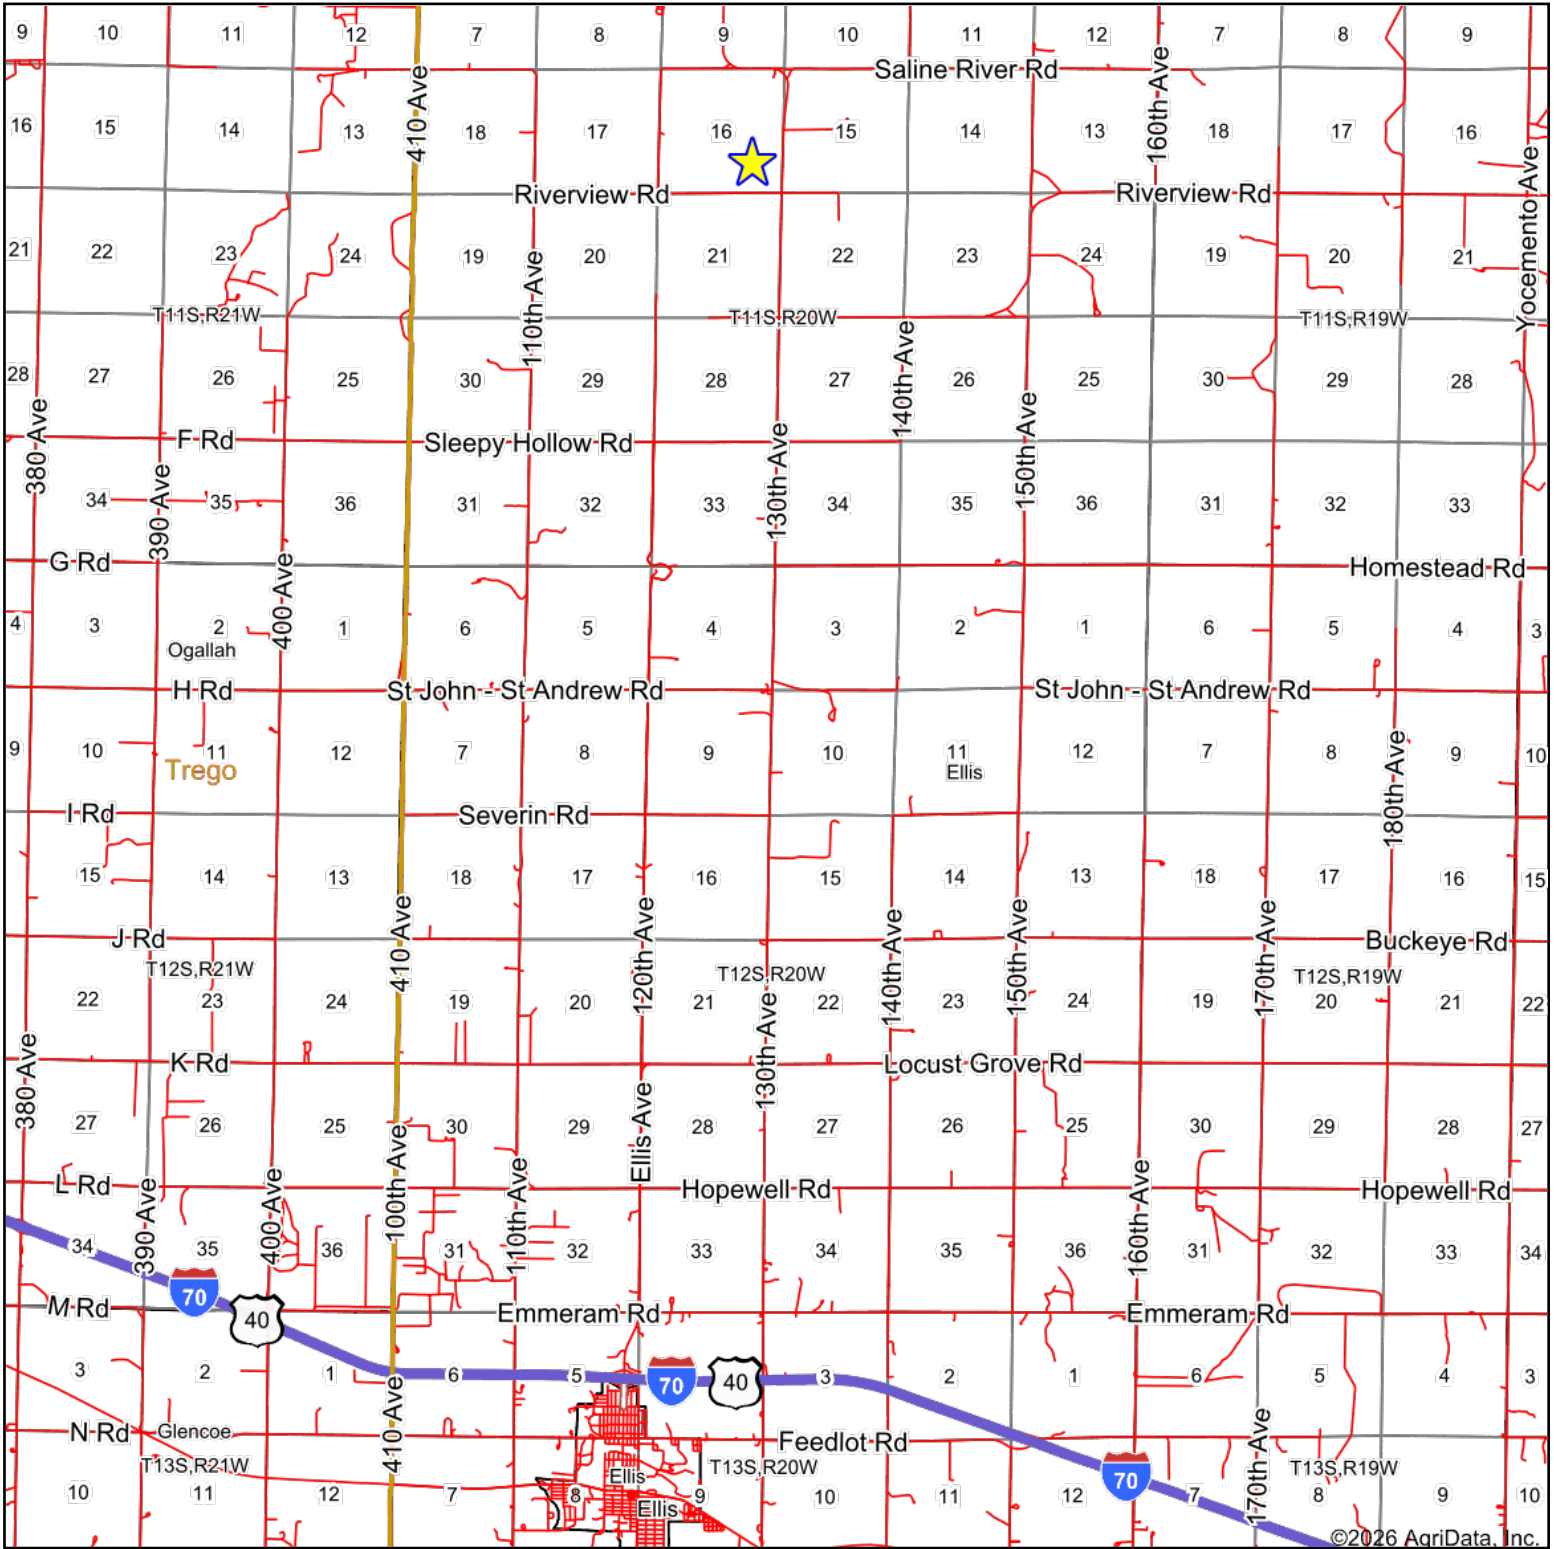 9 10 11 12 7 8 9 10 11 12 7 8 9
Saline River Rd
410 Ave
160th Ave
16 15 14 13 18 17 16 15 14 13 18 17 16
Yocemento Ave
Riverview Rd Riverview Rd
21 22 23 24 19 20 21 22 23 24 19 20 21
110th Ave
T11S,R21W T11S,R20W T11S,R19W
140th Ave
28 27 26 25 30 29 28 27 26 25 30 29 28
380 Ave
150th Ave
F Rd Sleepy Hollow Rd
130th Ave
390 Ave
34 35 36 31 32 33 34 35 36 31 32 33
G Rd Homestead Rd
400 Ave
4 3 2 1 6 5 4 3 2 1 6 5 4 3
Ogallah
H Rd St John - St Andrew Rd St John - St Andrew Rd
9 10 11 12 7 8 9 10 11 12 7 8 9 10
Trego Ellis
180th Ave
I Rd Severin Rd
15 14 13 18 17 16 15 14 13 18 17 16 15
410 Ave 120th Ave 140th Ave 150th Ave 170th Ave
J Rd Buckeye Rd
T12S,R21W T12S,R20W T12S,R19W
22 23 24 19 20 21 22 23 24 19 20 21 22
130th Ave
380 Ave
K Rd Locust Grove Rd
27 26 25 30 29 28 27 26 25 30 29 28 27
Ellis Ave
L Rd Hopewell Rd Hopewell Rd
390 Ave 400 Ave 100th Ave 110th Ave 160th Ave
34 35 36 31 32 33 34 35 36 31 32 33 34
70
M Rd 40 Emmeram Rd Emmeram Rd
3 2 1 6 5 70 40 3 2 1 6 5 4 3
410 Ave 170th Ave
N Rd Glencoe Feedlot Rd
T13S,R21W T13S,R20W T13S,R19W
Ellis 70
10 11 12 7 8 9 10 11 12 7 8 9 10
Ellis
©2026 AgriData, Inc.